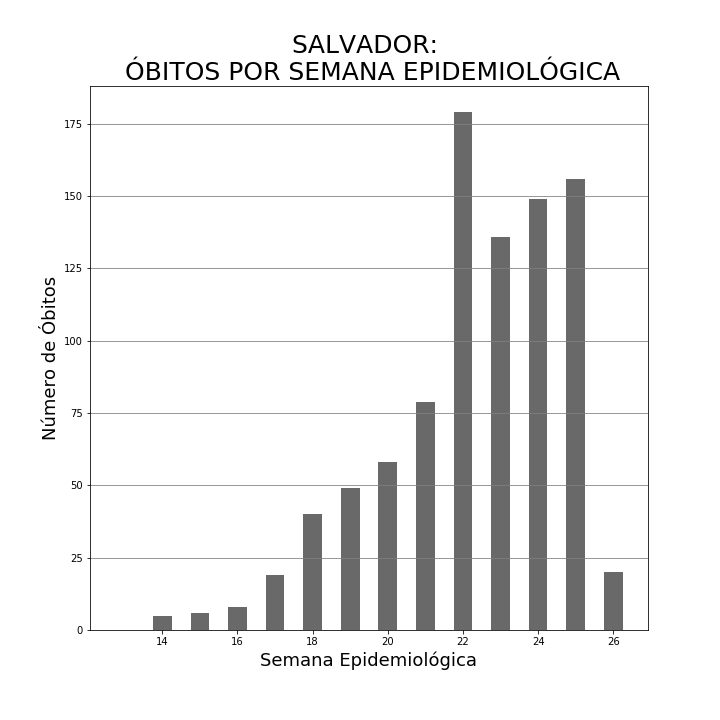 SALVADOR:
ÓBITOS POR SEMANA EPIDEMIOLÓGICA
175
150
125
100
75
50
25
0
Número de Óbitos
14 16 18 20 22 24 26
Semana Epidemiológica